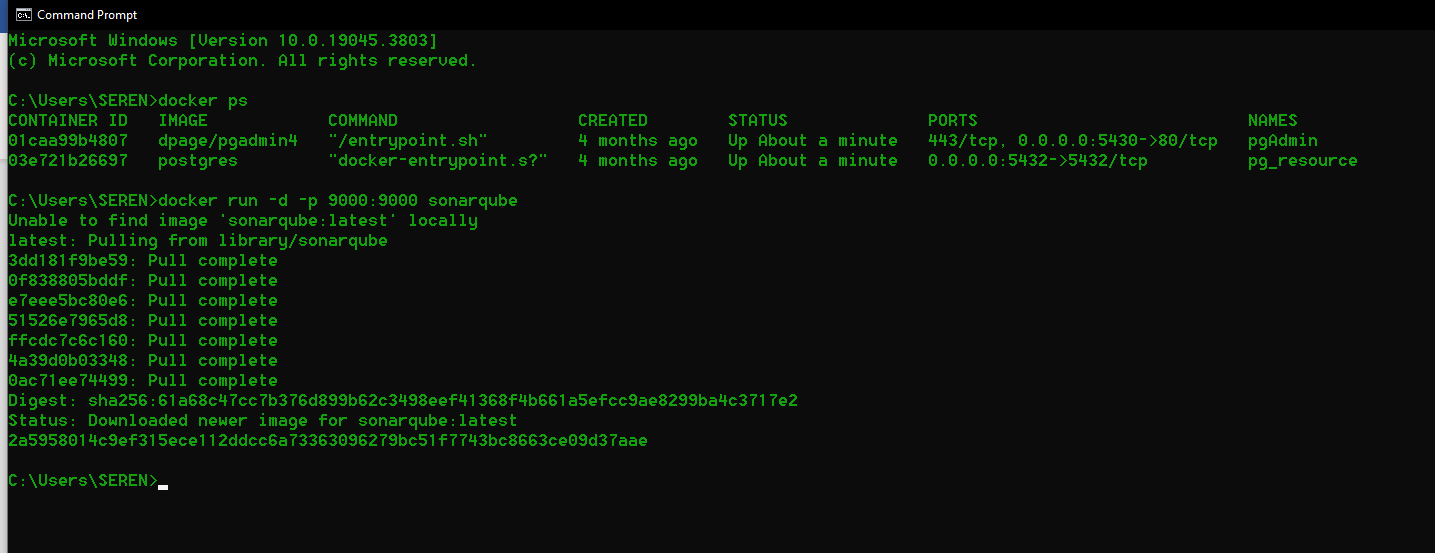 Command Prompt
Microsoft Windows [Version 10.0.19045.3803]
(c) Microsoft Corporation. All rights reserved.
C:\Users\SEREN>docker ps
CONTAINER ID   IMAGE            COMMAND                  CREATED        STATUS              PORTS                           NAMES
01caa99b4807   dpage/pgadmin4   "/entrypoint.sh"         4 months ago   Up About a minute   443/tcp, 0.0.0.0:5430->80/tcp   pgAdmin
03e721b26697   postgres         "docker-entrypoint.s?"   4 months ago   Up About a minute   0.0.0.0:5432->5432/tcp          pg_resource
C:\Users\SEREN>docker run -d -p 9000:9000 sonarqube
Unable to find image 'sonarqube:latest' locally
latest: Pulling from library/sonarqube
3dd181f9be59: Pull complete
0f838805bddf: Pull complete
e7eee5bc80e6: Pull complete
51526e7965d8: Pull complete
ffcdc7c6c160: Pull complete
4a39d0b03348: Pull complete
0ac71ee74499: Pull complete
Digest: sha256:61a68c47cc7b376d899b62c3498eef41368f4b661a5efcc9ae8299ba4c3717e2
Status: Downloaded newer image for sonarqube:latest
2a5958014c9ef315ece112ddcc6a73363096279bc51f7743bc8663ce09d37aae
C:\Users\SEREN>